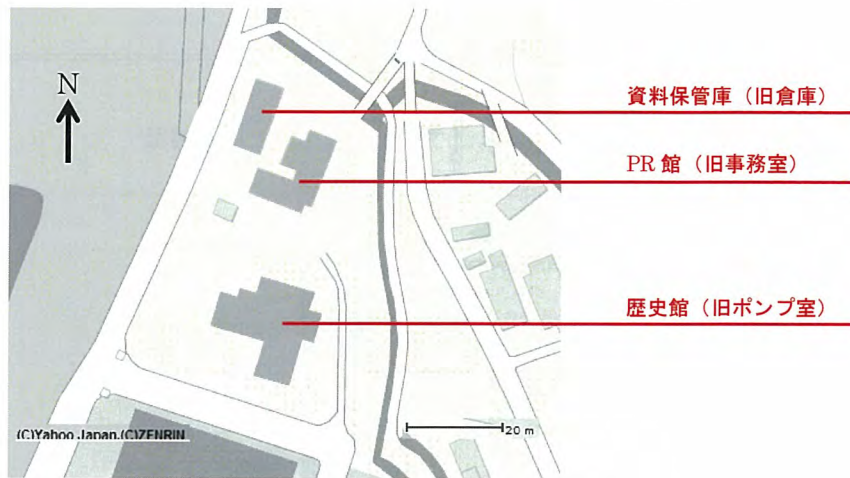 N
資料保管庫（旧倉庫）
PR 館（旧事務室）
歴史館（旧ポンプ室）
20 m
(C)Yahoo Japan,(C)ZENRIN